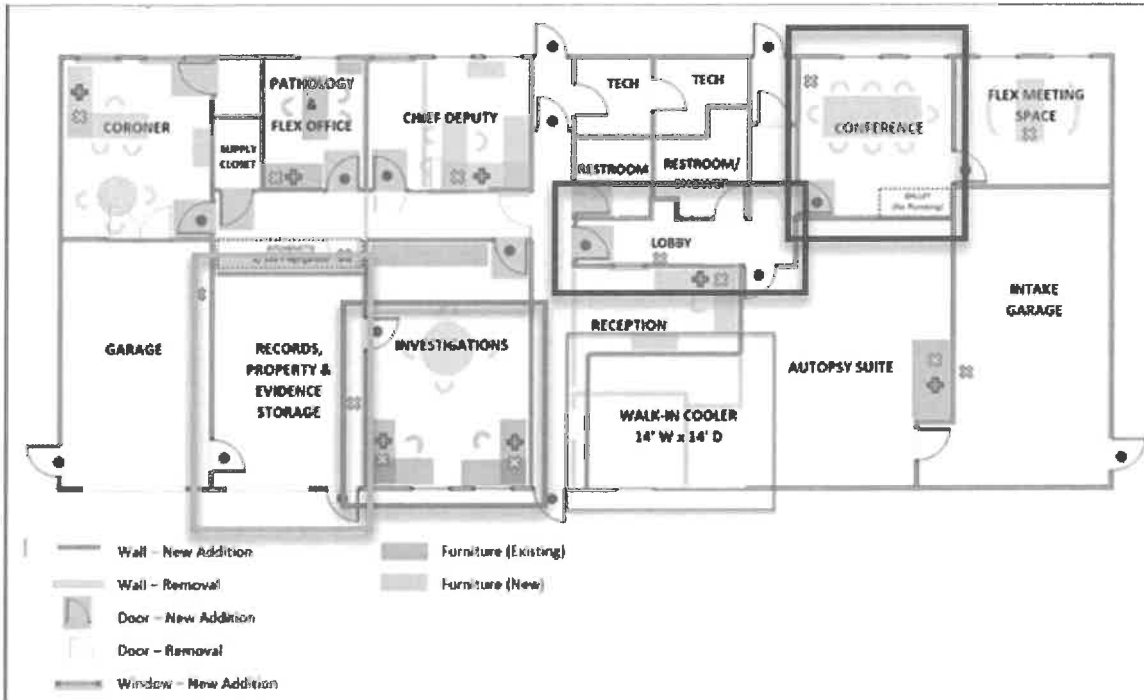 PATHOLOGY
&
FLEX OFFICE
CORONER
SUPPLY
CLOSET
CHIEF DEPUTY
TECH
TECH
RESTROOM
RESTROOM/
CONFERENCE
FLEX MEETING
SPACE
LOBBY
RECEPTION
GARAGE
RECORDS,
PROPERTY &
EVIDENCE
STORAGE
INVESTIGATIONS
WALK-IN COOLER
14' W x 14' D
AUTOPSY SUITE
INTAKE
GARAGE
Wall – New Addition
Wall – Removal
Door – New Addition
Door – Removal
Window – New Addition
Furniture (Existing)
Furniture (New)